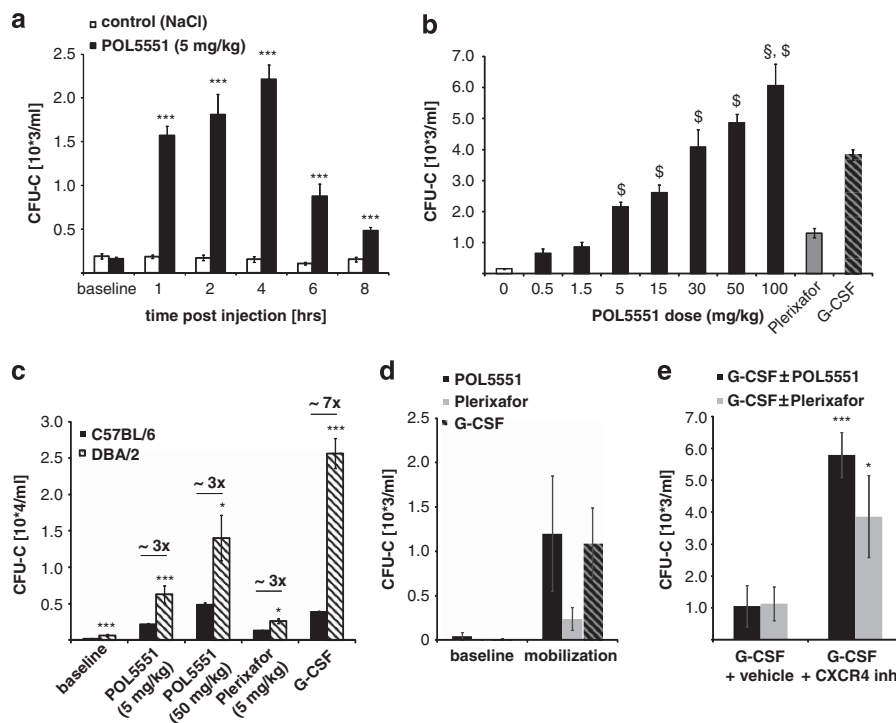 a
control (NaCl)
POL5551 (5 mg/kg)
CFU-C [10*3/ml]
2.5
2.0
1.5
1.0
0.5
***
***
***
***
***
baseline 1 2 4 6 8
time post injection [hrs]
b
CFU-C [10*3/ml]
7.0
6.0
5.0
4.0
3.0
2.0
1.0
$
$
$
$
§, $
0 0.5 1.5 5 15 30 50 100 Plerixafor G-CSF
POL5551 dose (mg/kg)
c
C57BL/6
DBA/2
CFU-C [10*4/ml]
3.0
2.5
2.0
1.5
1.0
0.5
***
~ 3x
***
~ 3x
*
~ 3x
*
~ 7x
***
baseline
POL5551
(5 mg/kg)
POL5551
(50 mg/kg)
Plerixafor
(5 mg/kg)
G-CSF
d
POL5551
Plerixafor
G-CSF
CFU-C [10*3/ml]
2.5
2.0
1.5
1.0
0.5
0
baseline mobilization
e
G-CSF±POL5551
G-CSF±Plerixafor
CFU-C [10*3/ml]
7.0
6.0
5.0
4.0
3.0
2.0
1.0
***
*
G-CSF
+ vehicle
G-CSF
+ CXCR4 inh